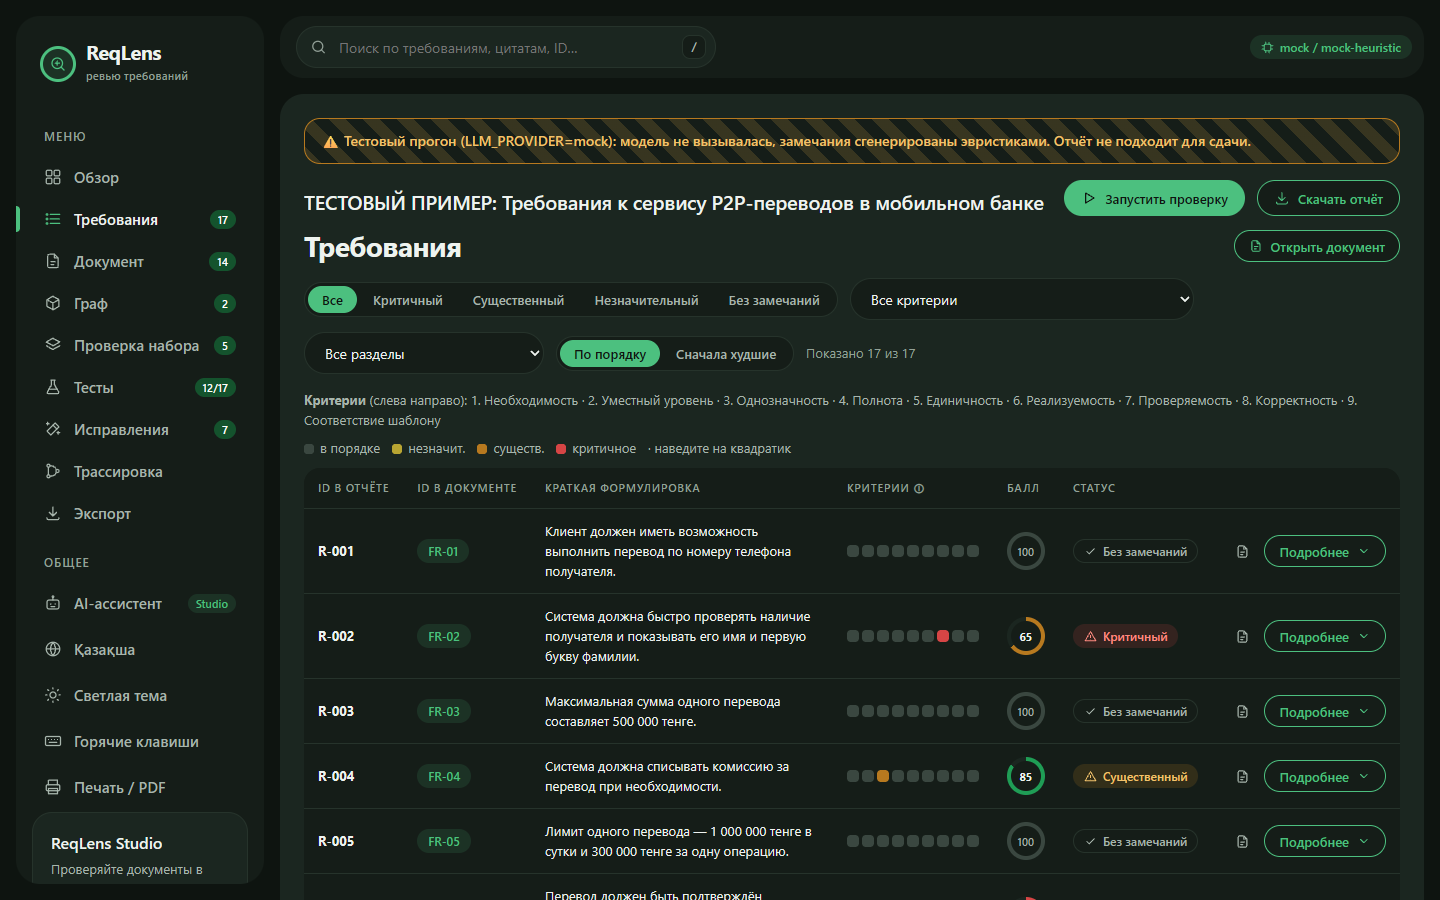 ReqLens
ревью требований
МЕНЮ
Обзор
Требования 17
Документ 14
Граф 2
Проверка набора 5
Тесты 12/17
Исправления 7
Трассировка
Экспорт
ОБЩЕЕ
AI-ассистент Studio
Қазақша
Светлая тема
Горячие клавиши
Печать / PDF
ReqLens Studio
Проверяйте документы в
Поиск по требованиям, цитатам, ID... /
mock / mock-heuristic
Тестовый прогон (LLM_PROVIDER=mock): модель не вызывалась, замечания сгенерированы эвристиками. Отчёт не подходит для сдачи.
ТЕСТОВЫЙ ПРИМЕР: Требования к сервису P2P-переводов в мобильном банке
Запустить проверку
Скачать отчёт
Требования
Открыть документ
Все Критичный Существенный Незначительный Без замечаний
Все критерии
Все разделы
По порядку Сначала худшие
Показано 17 из 17
Критерии (слева направо): 1. Необходимость · 2. Уместный уровень · 3. Однозначность · 4. Полнота · 5. Единичность · 6. Реализуемость · 7. Проверяемость · 8. Корректность · 9.
Соответствие шаблону
в порядке незначит. существ. критичное · наведите на квадратик
ID В ОТЧЁТЕ ID В ДОКУМЕНТЕ КРАТКАЯ ФОРМУЛИРОВКА КРИТЕРИИ БАЛЛ СТАТУС
R-001 FR-01
Клиент должен иметь возможность
выполнить перевод по номеру телефона
получателя.
100 Без замечаний Подробнее
R-002 FR-02
Система должна быстро проверять наличие
получателя и показывать его имя и первую
букву фамилии.
65 Критичный Подробнее
R-003 FR-03
Максимальная сумма одного перевода
составляет 500 000 тенге.
100 Без замечаний Подробнее
R-004 FR-04
Система должна списывать комиссию за
перевод при необходимости.
85 Существенный Подробнее
R-005 FR-05
Лимит одного перевода — 1 000 000 тенге в
сутки и 300 000 тенге за одну операцию.
100 Без замечаний Подробнее
Перевод должен быть подтверждён